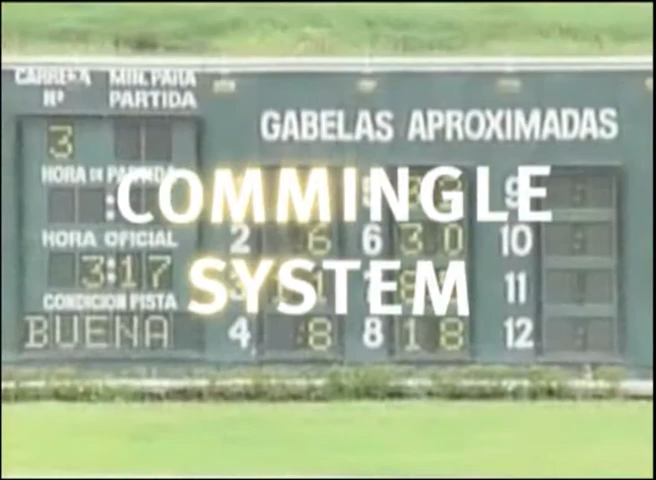 CARRERA MIN. PARA
Nº PARTIDA
3
GABELAS APROXIMADAS
HORA DE PARTIDA
COMMINGLE
9
HORA OFICIAL
2 6 6 30 10
3:17
SYSTEM
11
CONDICION PISTA
BUENA
4 8 8 18 12